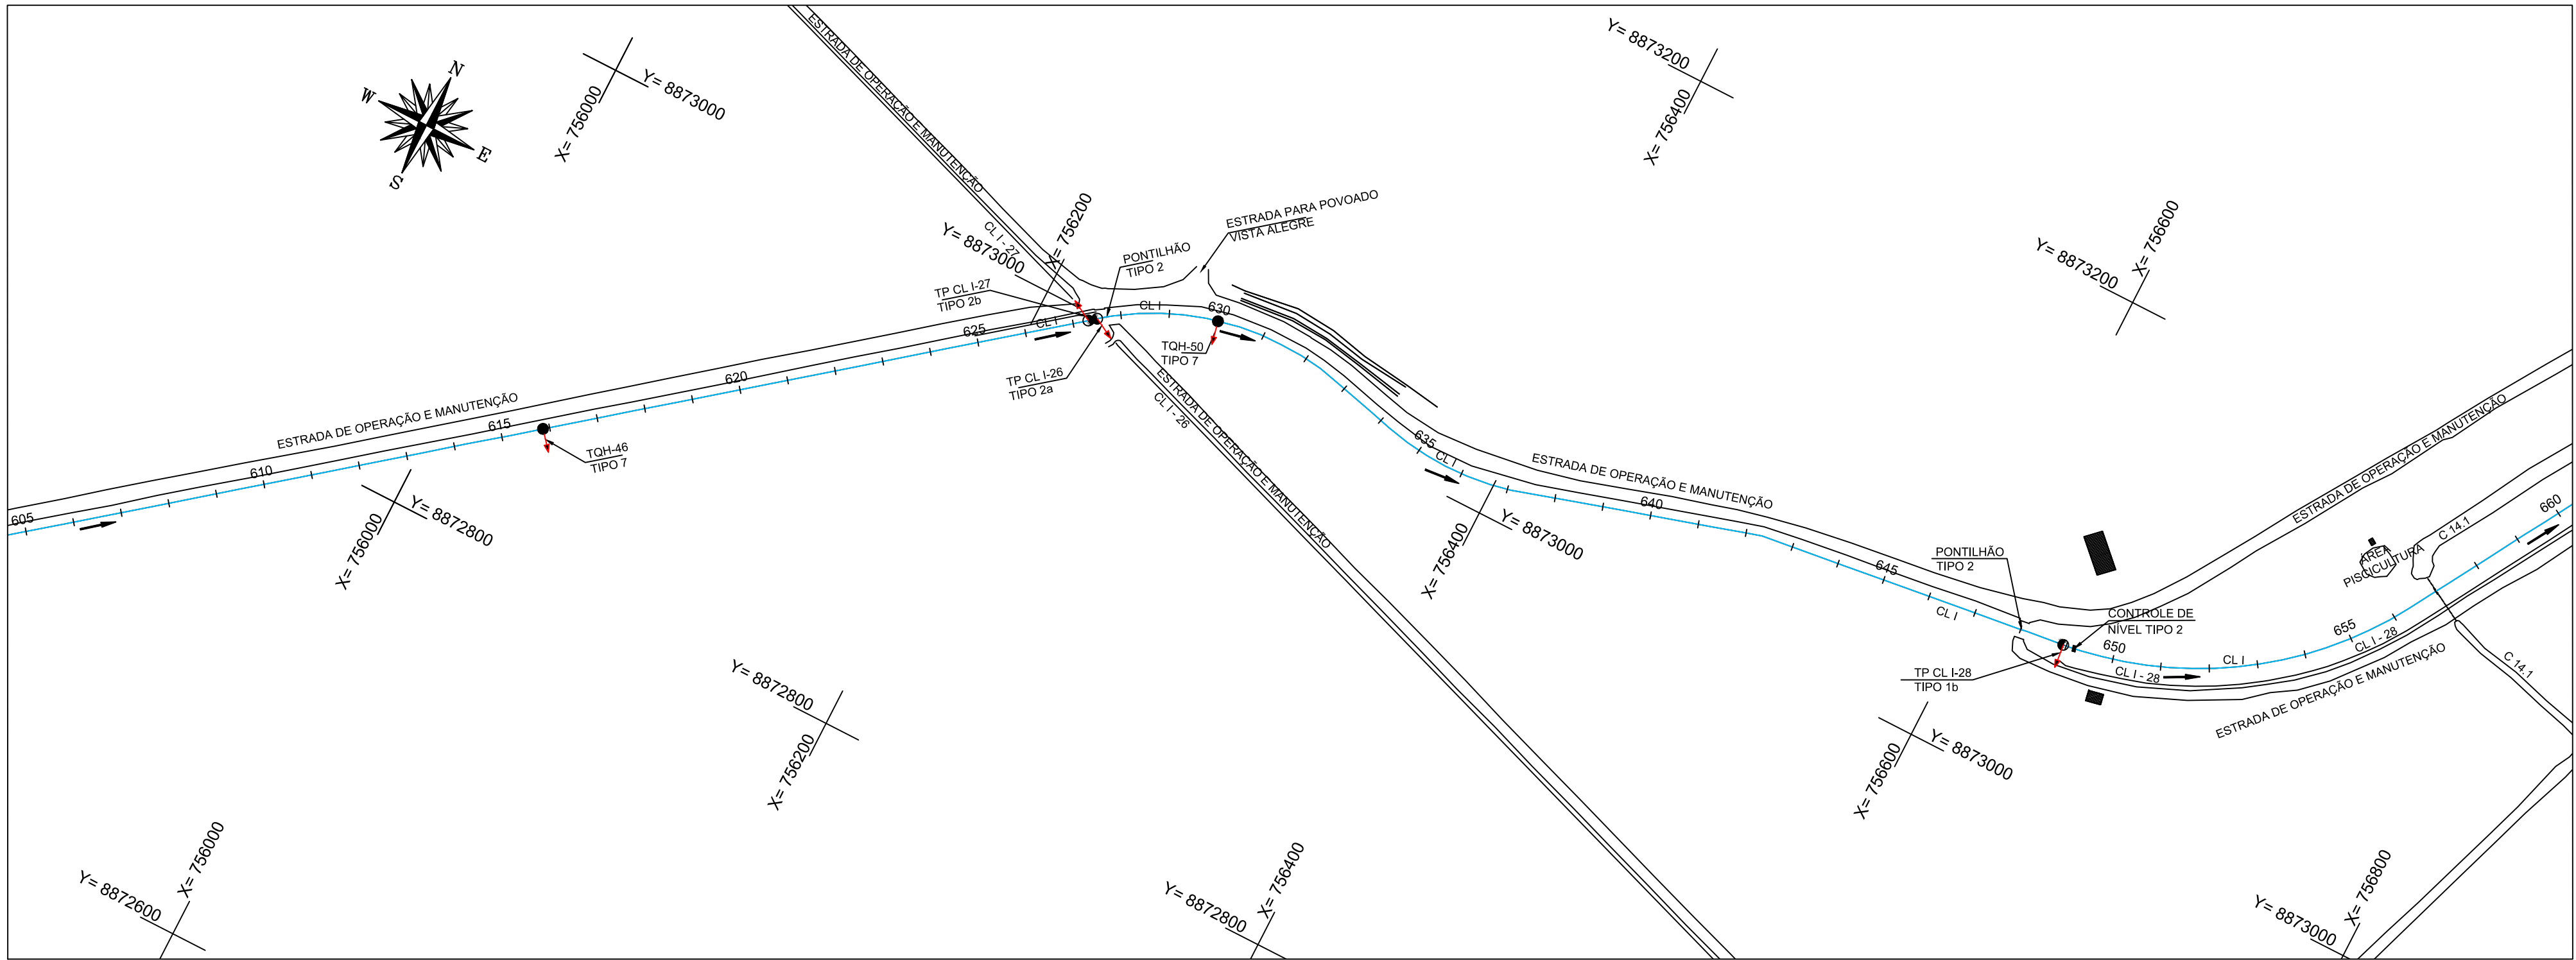 ESTRADA DE OPERAÇÃO E MANUTENÇÃO
Y= 8873200
X= 756400
N
W
E
S
X= 756000
Y= 8873000
ESTRADA PARA POVOADO
VISTA ALEGRE
X= 756200
CL I - 27
Y= 8873000
PONTILHÃO
TIPO 2
X= 756600
Y= 8873200
TP CL I-27
TIPO 2b
CL I
630
625
CL I
TQH-50
TIPO 7
TP CL I-26
TIPO 2a
620
ESTRADA DE OPERAÇÃO E MANUTENÇÃO
CL I - 26
ESTRADA DE OPERAÇÃO E MANUTENÇÃO
615
TQH-46
TIPO 7
610
605
X= 756000
Y= 8872800
635
CL I
ESTRADA DE OPERAÇÃO E MANUTENÇÃO
640
X= 756400
Y= 8873000
645
CL I
ESTRADA DE OPERAÇÃO E MANUTENÇÃO
660
C 14.1
ÁREA
PISCICULTURA
PONTILHÃO
TIPO 2
CONTROLE DE
NÍVEL TIPO 2
650
655
CL I
CL I - 28
CL I - 28
TP CL I-28
TIPO 1b
C 14.1
ESTRADA DE OPERAÇÃO E MANUTENÇÃO
Y= 8872800
X= 756200
X= 756600
Y= 8873000
Y= 8872600
X= 756000
Y= 8872800
X= 756400
Y= 8873000
X= 756800